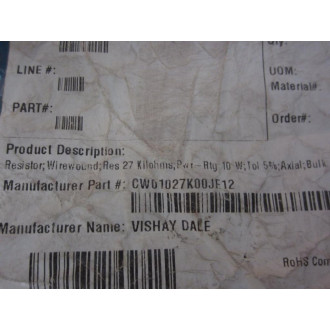 Qty:
LINE #:
UOM:
Material#:
PART#:
Order#:
Product Description:
Resistor;Wirewound;Res 27 Kilohms;Pwr-Rtg 10 W;Tol 5%;Axial;Bulk
Manufacturer Part #: CW01027K00JE12
Manufacturer Name: VISHAY DALE
RoHS Com